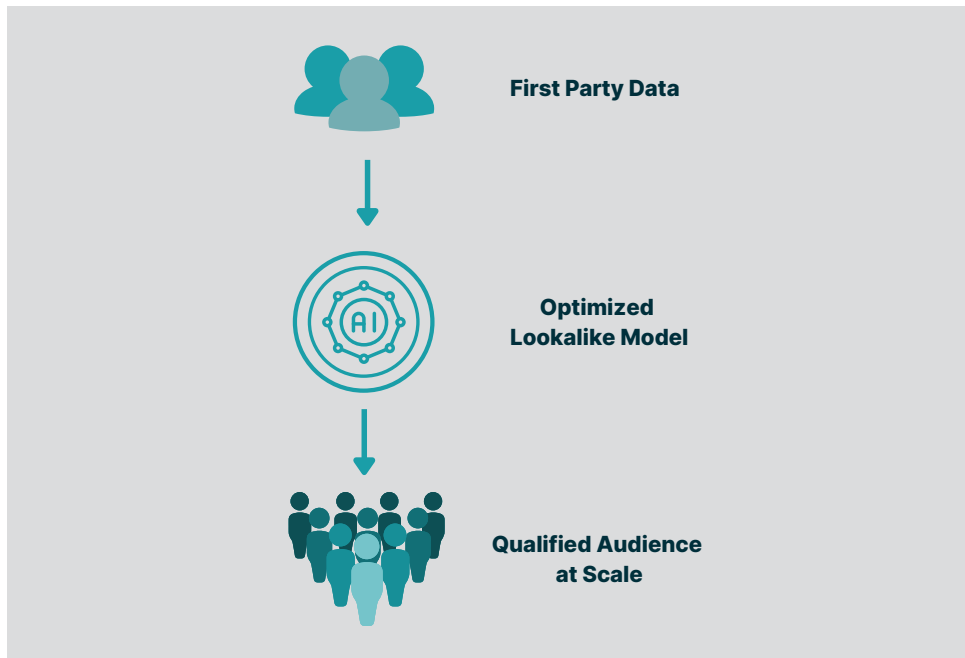 First Party Data
AI
Optimized
Lookalike Model
Qualified Audience
at Scale